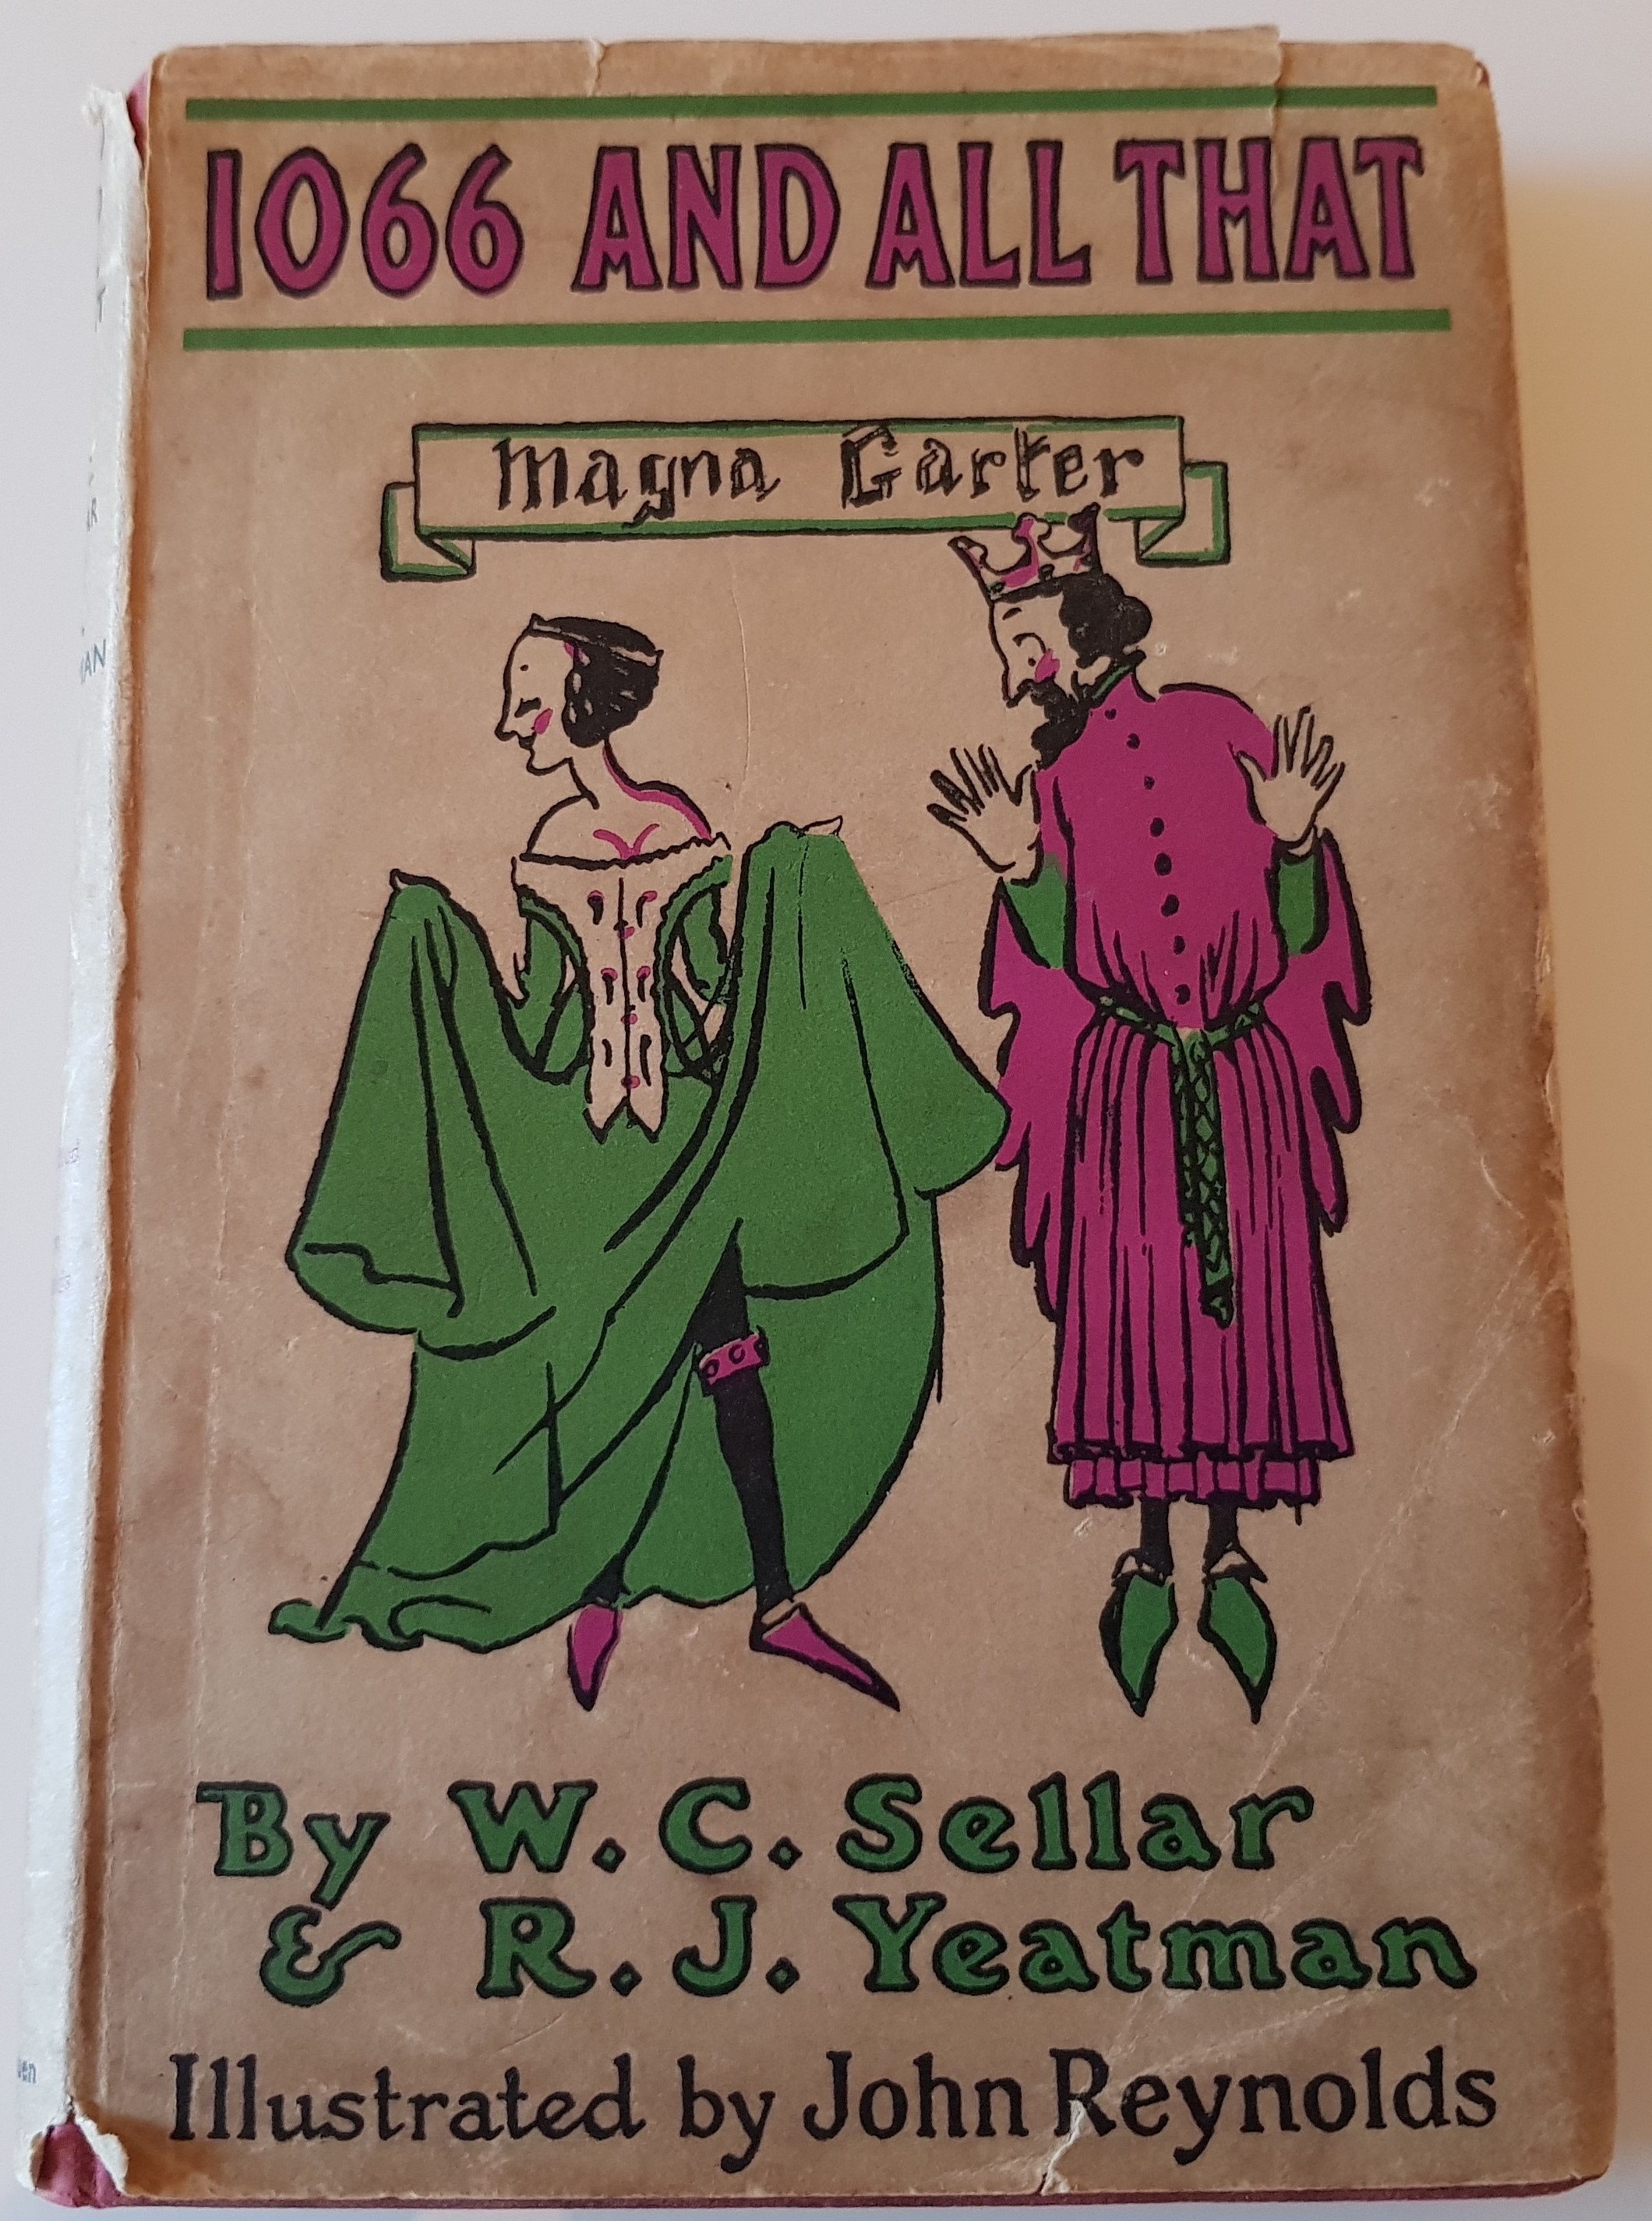 1066 AND ALL THAT
Magna Garter
By W. C. Sellar
& R. J. Yeatman
Illustrated by John Reynolds